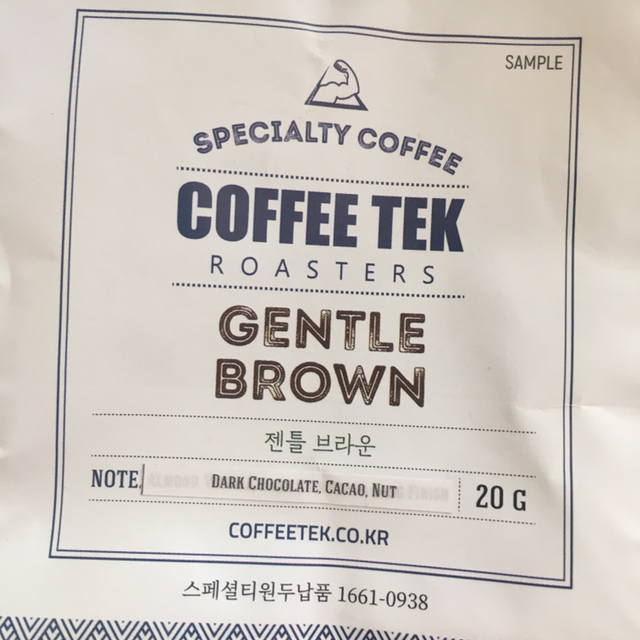 SAMPLE
SPECIALTY COFFEE
COFFEE TEK
ROASTERS
GENTLE
BROWN
젠틀 브라운
NOTE. DARK CHOCOLATE, CACAO, NUT 20 G
COFFEETEK.CO.KR
스페셜티원두납품 1661-0938